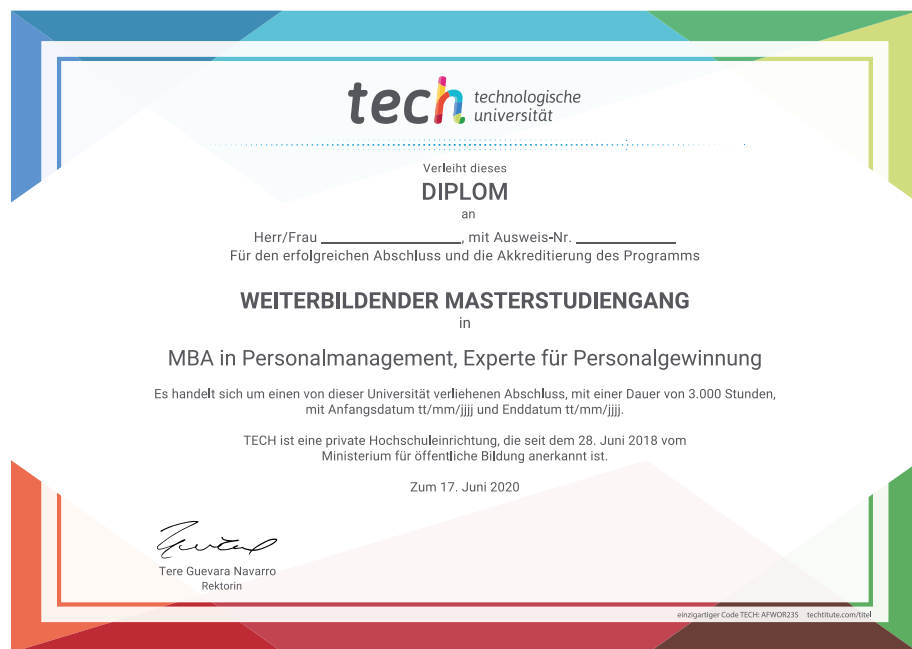 tech technologische
universität
Verleiht dieses
DIPLOM
an
Herr/Frau ____________________, mit Ausweis-Nr. ______________
Für den erfolgreichen Abschluss und die Akkreditierung des Programms
WEITERBILDENDER MASTERSTUDIENGANG
in
MBA in Personalmanagement, Experte für Personalgewinnung
Es handelt sich um einen von dieser Universität verliehenen Abschluss, mit einer Dauer von 3.000 Stunden,
mit Anfangsdatum tt/mm/jjjj und Enddatum tt/mm/jjjj.
TECH ist eine private Hochschuleinrichtung, die seit dem 28. Juni 2018 vom
Ministerium für öffentliche Bildung anerkannt ist.
Zum 17. Juni 2020
Tere Guevara Navarro
Rektorin
einzigartiger Code TECH: AFWOR23S techtitute.com/titel